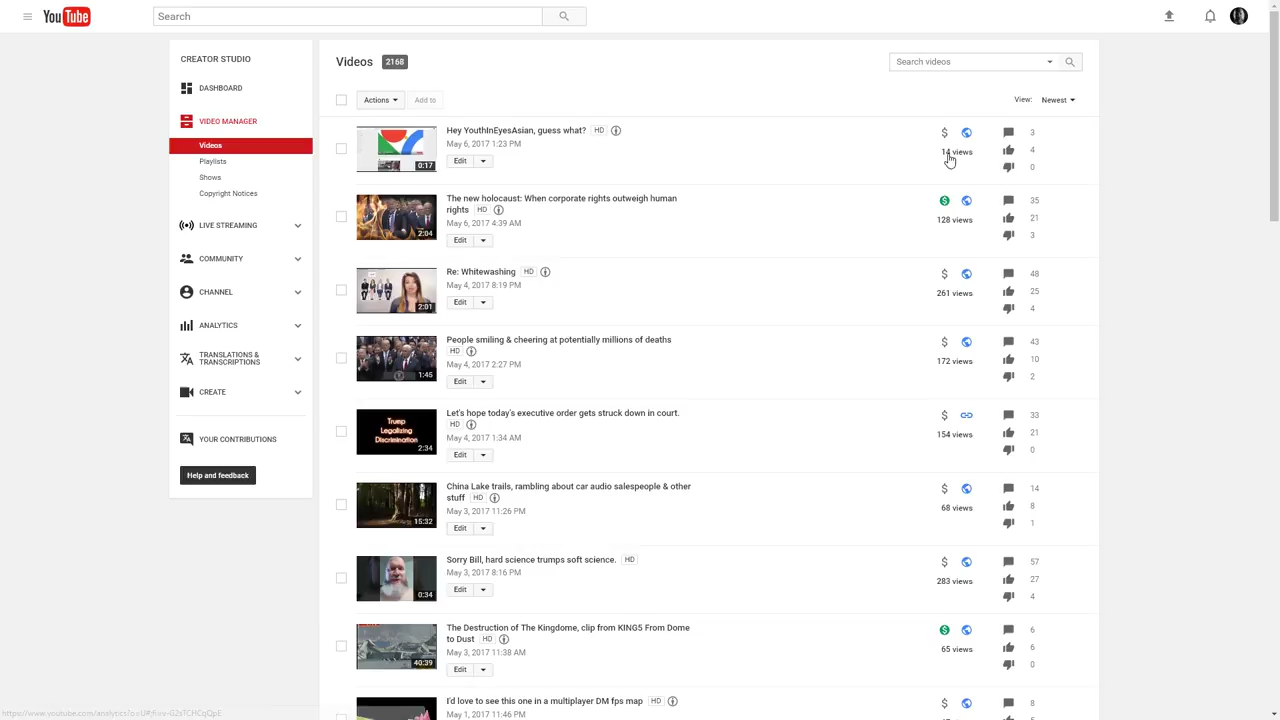 YouTube
Search
CREATOR STUDIO
DASHBOARD
VIDEO MANAGER
Videos
Playlists
Shows
Copyright Notices
LIVE STREAMING
COMMUNITY
CHANNEL
ANALYTICS
TRANSLATIONS &
TRANSCRIPTIONS
CREATE
YOUR CONTRIBUTIONS
Help and feedback
Videos 2168
Search videos
Actions Add to
View: Newest
0:17
Hey YouthInEyesAsian, guess what? HD
May 6, 2017 1:23 PM
Edit
$ 3
14 views 4
0
2:04
The new holocaust: When corporate rights outweigh human
rights HD
May 6, 2017 4:39 AM
Edit
$ 35
128 views 21
3
2:01
Re: Whitewashing HD
May 4, 2017 8:19 PM
Edit
$ 48
261 views 25
4
1:45
People smiling & cheering at potentially millions of deaths
HD
May 4, 2017 2:27 PM
Edit
$ 43
172 views 10
2
Trump
Legalizing
Discrimination
2:34
Let's hope today's executive order gets struck down in court.
HD
May 4, 2017 1:34 AM
Edit
$ 33
154 views 21
0
15:32
China Lake trails, rambling about car audio salespeople & other
stuff HD
May 3, 2017 11:26 PM
Edit
$ 14
68 views 8
1
0:34
Sorry Bill, hard science trumps soft science. HD
May 3, 2017 8:16 PM
Edit
$ 57
283 views 27
4
40:39
The Destruction of The Kingdome, clip from KING5 From Dome
to Dust HD
May 3, 2017 11:38 AM
Edit
$ 6
65 views 6
0
I'd love to see this one in a multiplayer DM fps map HD
May 1, 2017 11:46 PM
$ 8